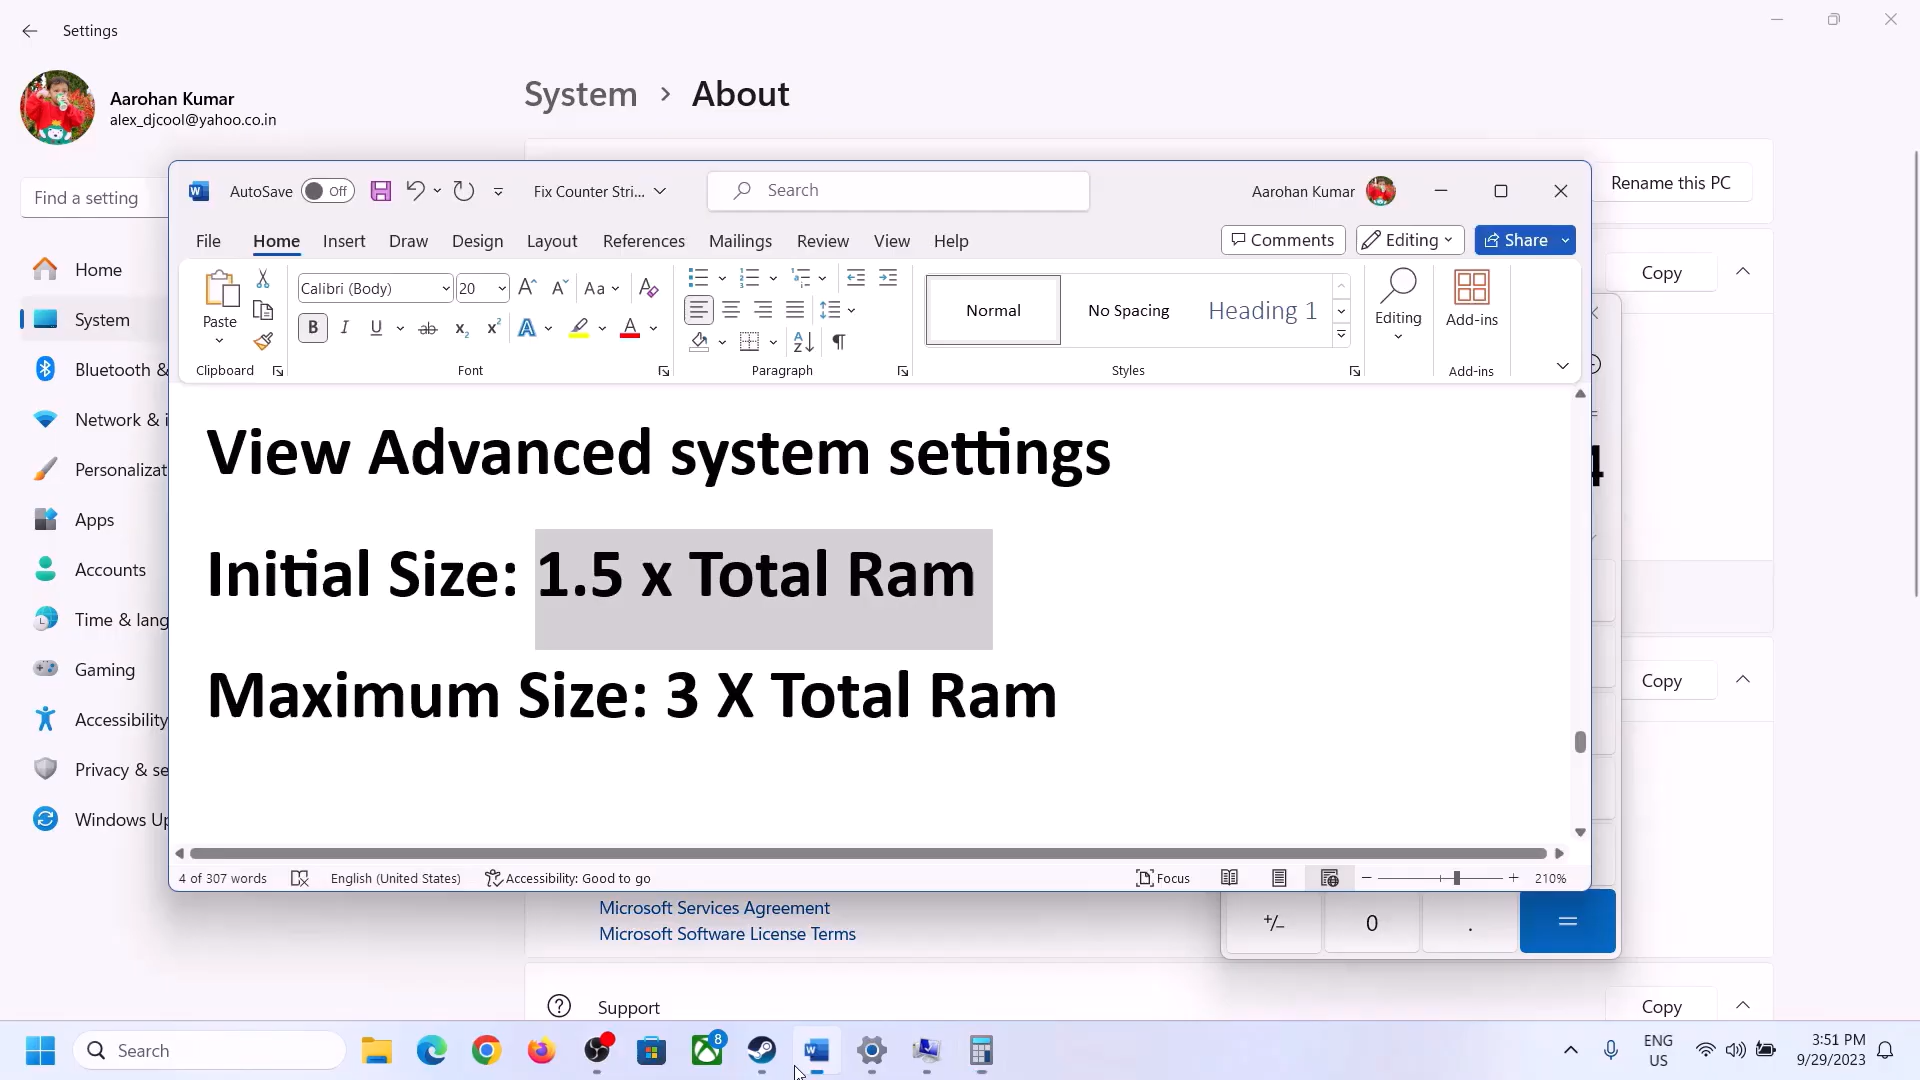 Settings
Aarohan Kumar
alex_djcool@yahoo.co.in
System > About
Find a setting
Rename this PC
AutoSave Off
Fix Counter Stri...
Search
Aarohan Kumar
File Home Insert Draw Design Layout References Mailings Review View Help
Comments Editing Share
Home
System
Bluetooth &
Network & i
Personalizat
Apps
Accounts
Time & lang
Gaming
Accessibility
Privacy & se
Windows Up
Copy
Paste
Calibri (Body) 20
Aa
B I U ab x₂ x² A A
Normal
No Spacing
Heading 1
Editing
Add-ins
Clipboard Font Paragraph Styles Add-ins
View Advanced system settings
Initial Size: 1.5 x Total Ram
Maximum Size: 3 X Total Ram
4
Copy
4 of 307 words
English (United States)
Accessibility: Good to go
Focus
210%
Microsoft Services Agreement
Microsoft Software License Terms
+/− 0 . =
Support
Copy
Search
8
ENG
US
3:51 PM
9/29/2023